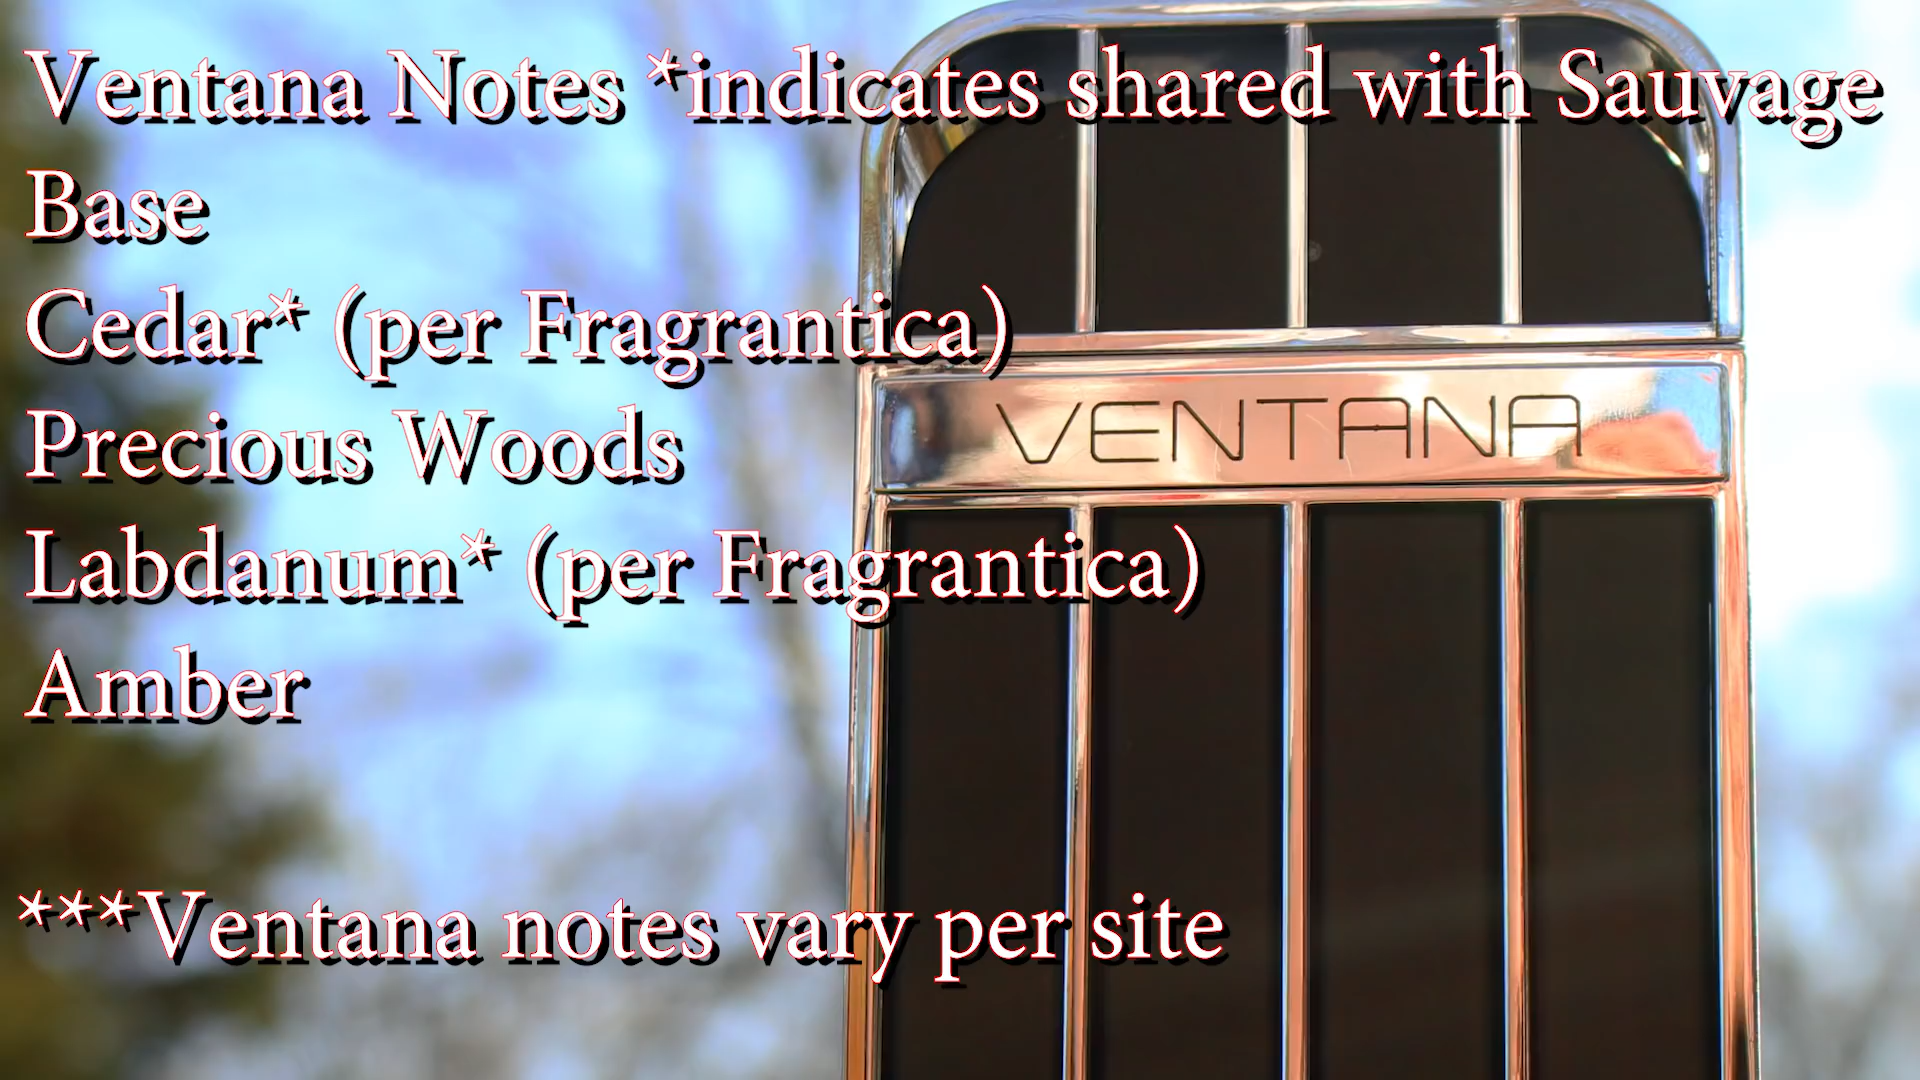 Ventana Notes *indicates shared with Sauvage
Base
Cedar* (per Fragrantica)
Precious Woods
Labdanum* (per Fragrantica)
Amber
***Ventana notes vary per site
VENTANA